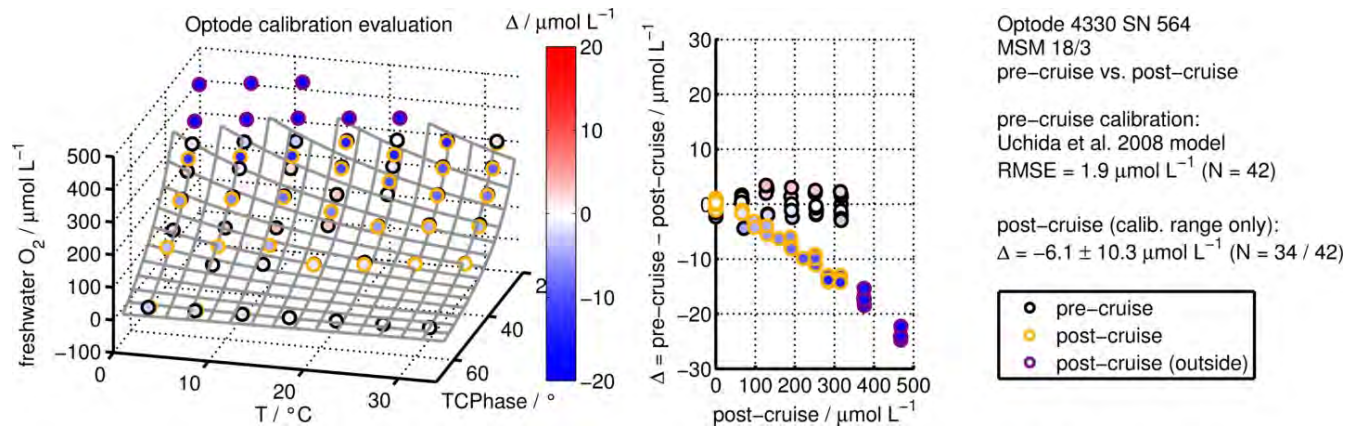 Optode calibration evaluation
Δ / μmol L⁻¹
freshwater O₂ / μmol L⁻¹
500
400
300
200
100
0
−100
0
10
20
30
T / °C
2
40
60
TCPhase / °
20
10
0
−10
−20
Δ = pre−cruise − post−cruise / μmol L⁻¹
30
20
10
0
−10
−20
−30
0 100 200 300 400 500
post−cruise / μmol L⁻¹
Optode 4330 SN 564
MSM 18/3
pre−cruise vs. post−cruise
pre−cruise calibration:
Uchida et al. 2008 model
RMSE = 1.9 μmol L⁻¹ (N = 42)
post−cruise (calib. range only):
Δ = −6.1 ± 10.3 μmol L⁻¹ (N = 34 / 42)
pre−cruise
post−cruise
post−cruise (outside)